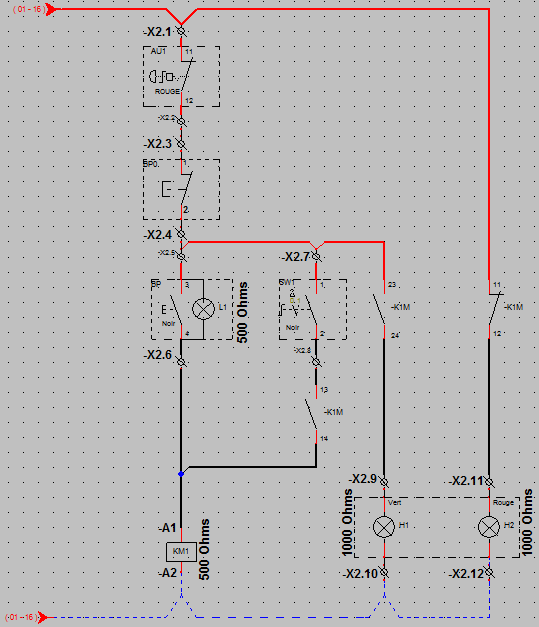 ( 01 - 16 )
-X2.1
AU1
11
ROUGE
12
-X2.2
-X2.3
BP0.
1
2
-X2.4
-X2.5
-X2.7
BP
3
L1
Noir
4
500 Ohms
SW1
1
Noir
2
23
-K1M
24
11
-K1M
12
-X2.6
-X2.8
13
-K1M
14
-X2.9
-X2.11
1000 Ohms
Vert
H1
Rouge
H2
1000 Ohms
-A1
KM1
500 Ohms
-A2
-X2.10
-X2.12
(-01 - 16 )